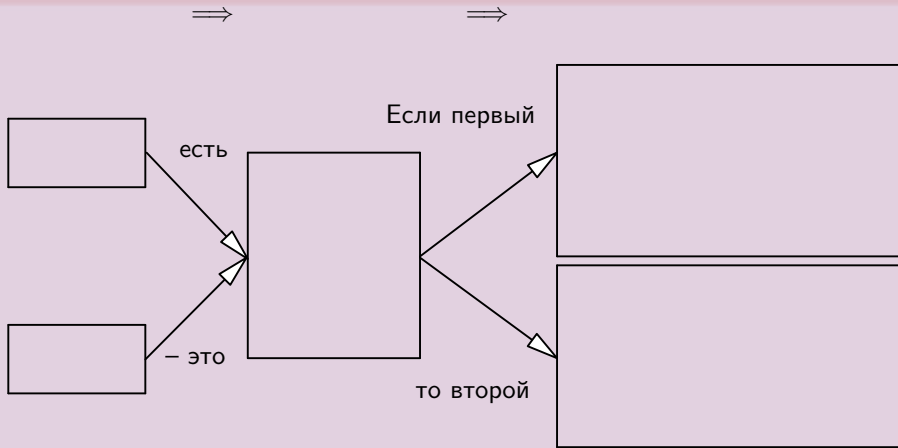 ⟹ ⟹
Если первый
есть
– это
то второй